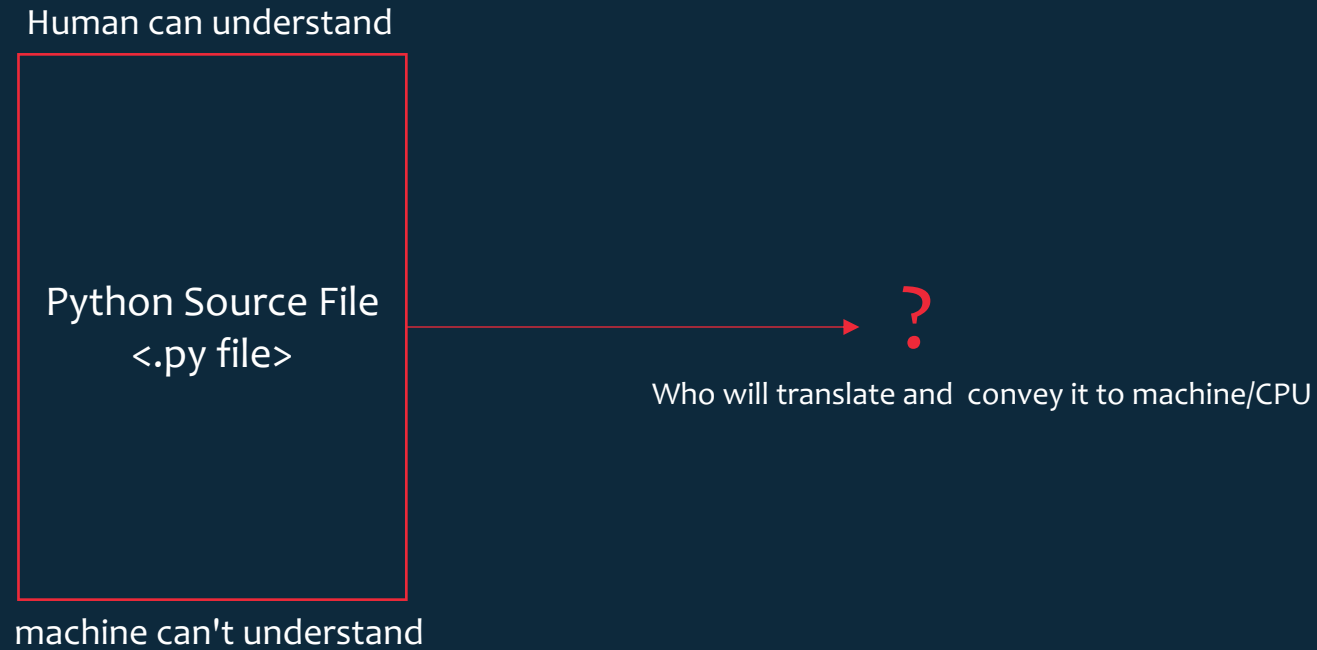 Human can understand
Python Source File
<.py file>
?
Who will translate and  convey it to machine/CPU
machine can't understand